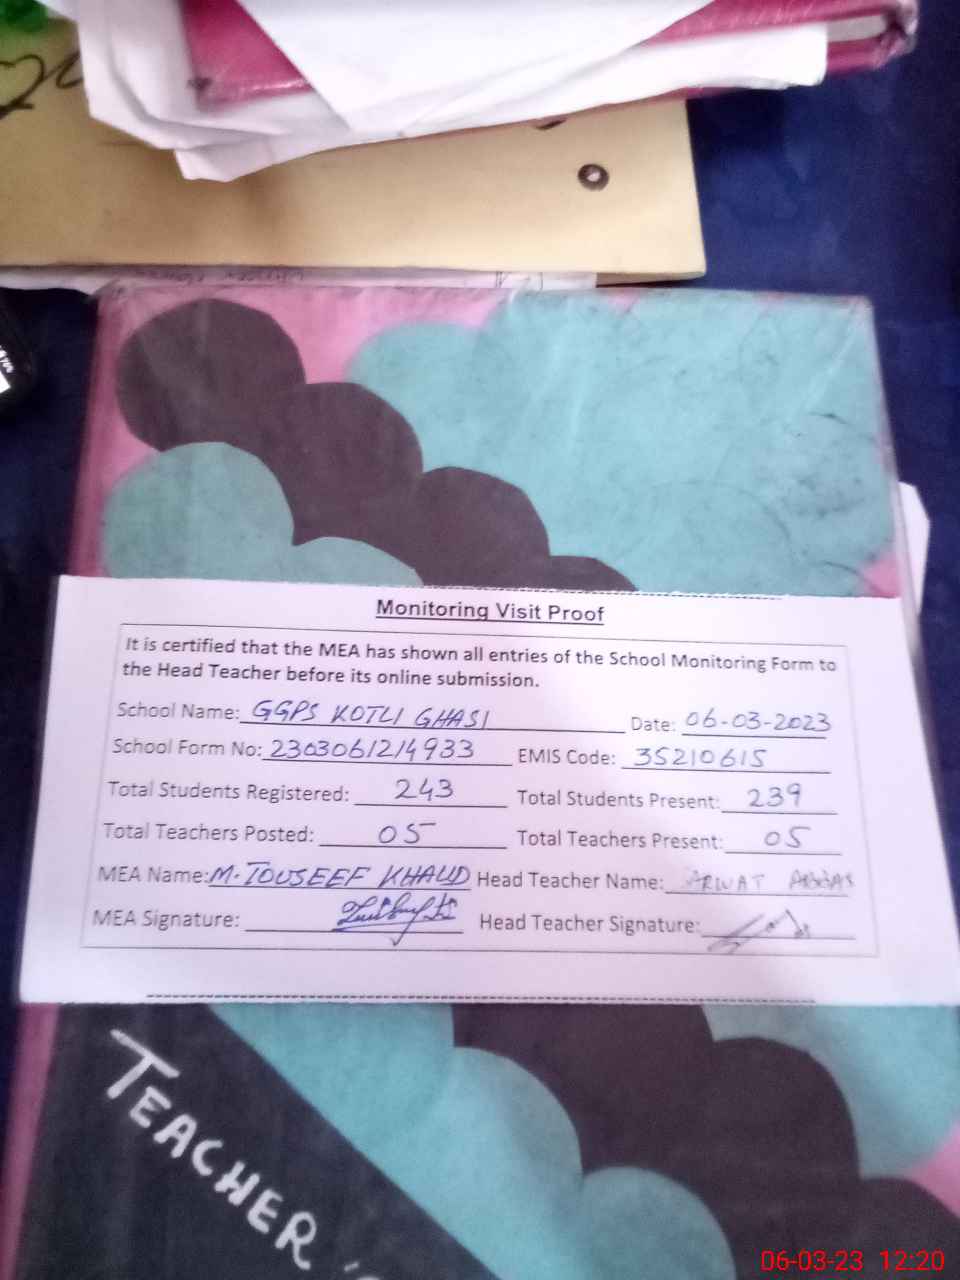 Monitoring Visit Proof
It is certified that the MEA has shown all entries of the School Monitoring Form to
the Head Teacher before its online submission.
School Name: GGPS KOTLI GHASI Date: 06-03-2023
School Form No: 2303061214933 EMIS Code: 35210615
Total Students Registered: 243 Total Students Present: 239
Total Teachers Posted: 05 Total Teachers Present: 05
MEA Name: M. TOUSEEF KHALID Head Teacher Name: ARWAT ABBAS
MEA Signature: Head Teacher Signature:
TEACHER
06-03-23 12:20